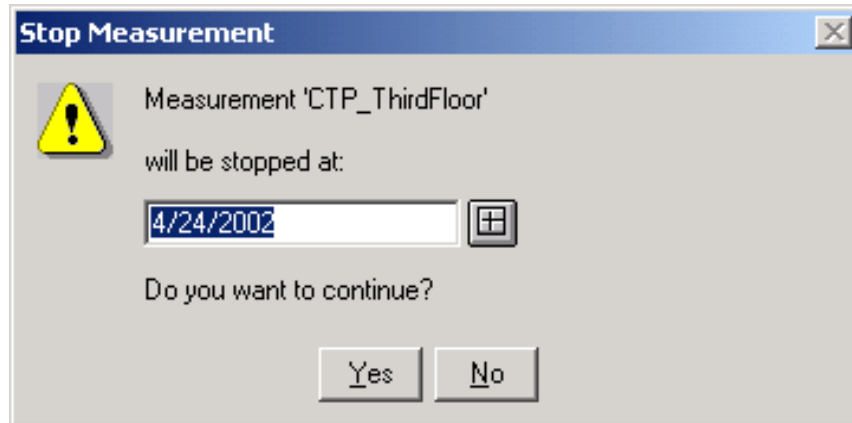 Stop Measurement
Measurement 'CTP_ThirdFloor'
will be stopped at:
4/24/2002
Do you want to continue?
Yes No